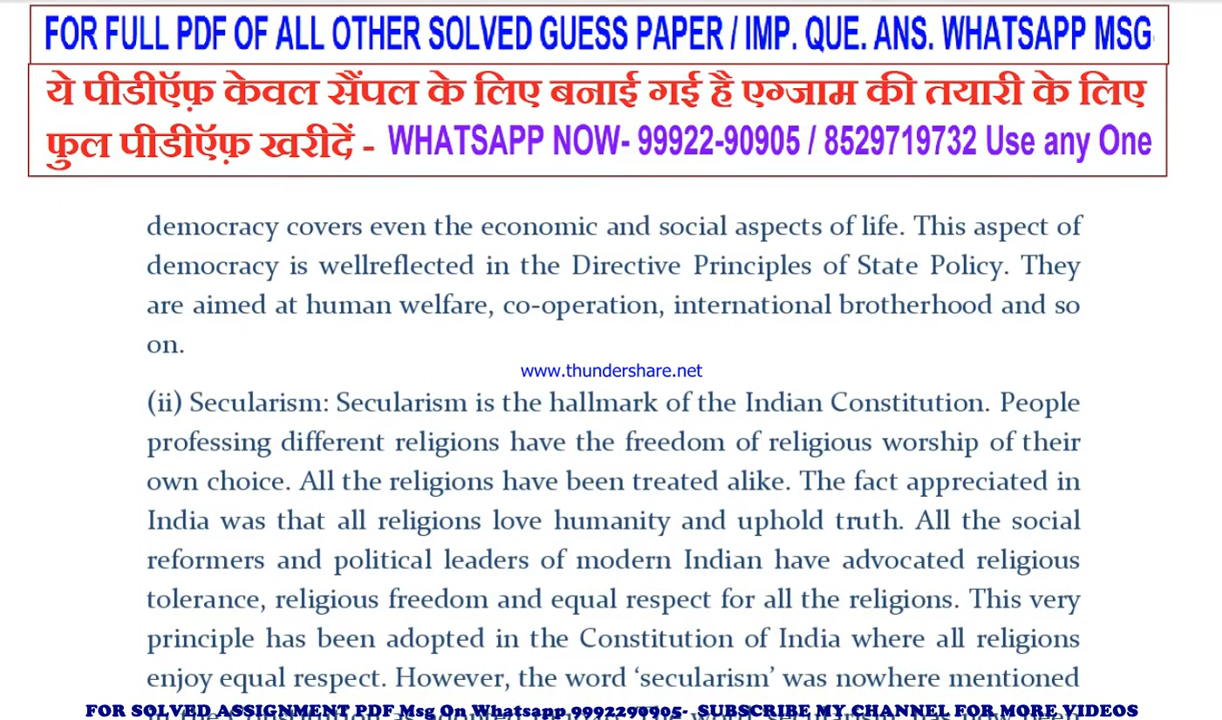 FOR FULL PDF OF ALL OTHER SOLVED GUESS PAPER / IMP. QUE. ANS. WHATSAPP MSG
ये पीडीऍफ़ केवल सैंपल के लिए बनाई गई है एग्जाम की तयारी के लिए
फुल पीडीऍफ़ खरीदें - WHATSAPP NOW- 99922-90905 / 8529719732 Use any One
democracy covers even the economic and social aspects of life. This aspect of
democracy is wellreflected in the Directive Principles of State Policy. They
are aimed at human welfare, co-operation, international brotherhood and so
on.
www.thundershare.net
(ii) Secularism: Secularism is the hallmark of the Indian Constitution. People
professing different religions have the freedom of religious worship of their
own choice. All the religions have been treated alike. The fact appreciated in
India was that all religions love humanity and uphold truth. All the social
reformers and political leaders of modern Indian have advocated religious
tolerance, religious freedom and equal respect for all the religions. This very
principle has been adopted in the Constitution of India where all religions
enjoy equal respect. However, the word ‘secularism’ was nowhere mentioned
FOR SOLVED ASSIGNMENT PDF Msg On Whatsapp 9992290905- SUBSCRIBE MY CHANNEL FOR MORE VIDEOS